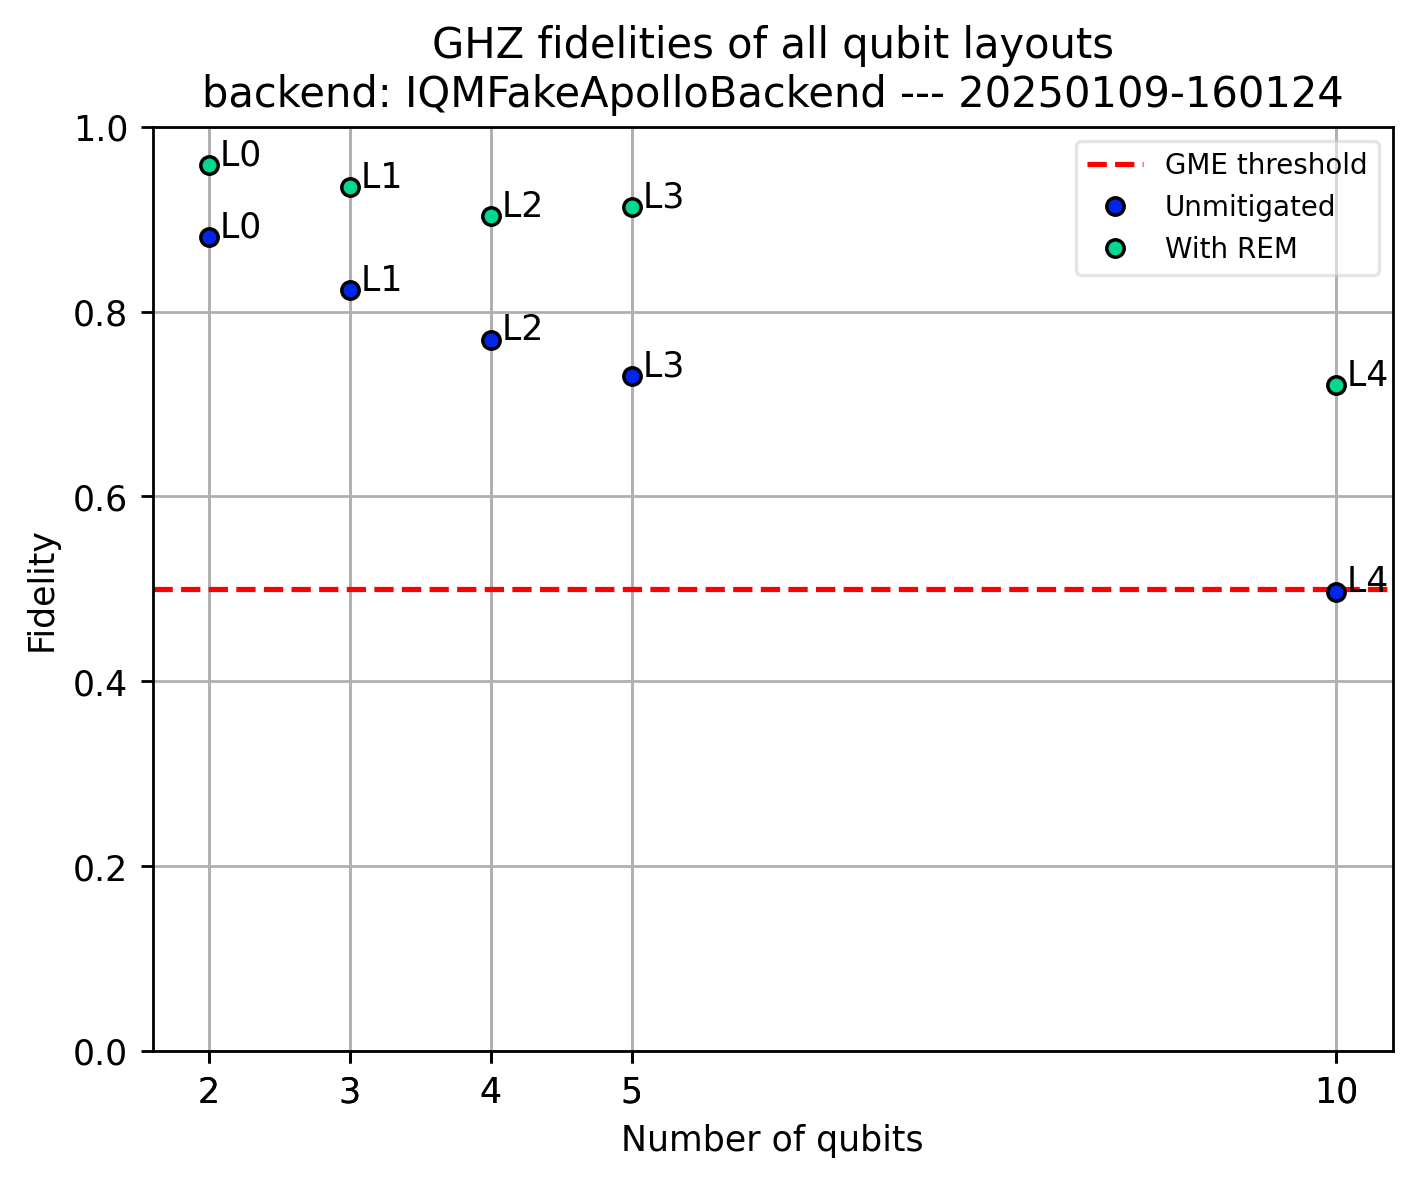 GHZ fidelities of all qubit layouts
backend: IQMFakeApolloBackend --- 20250109-160124
1.0
0.8
0.6
0.4
0.2
0.0
Fidelity
L0
L0
L1
L1
L2
L2
L3
L3
L4
L4
GME threshold
Unmitigated
With REM
2 3 4 5 10
Number of qubits